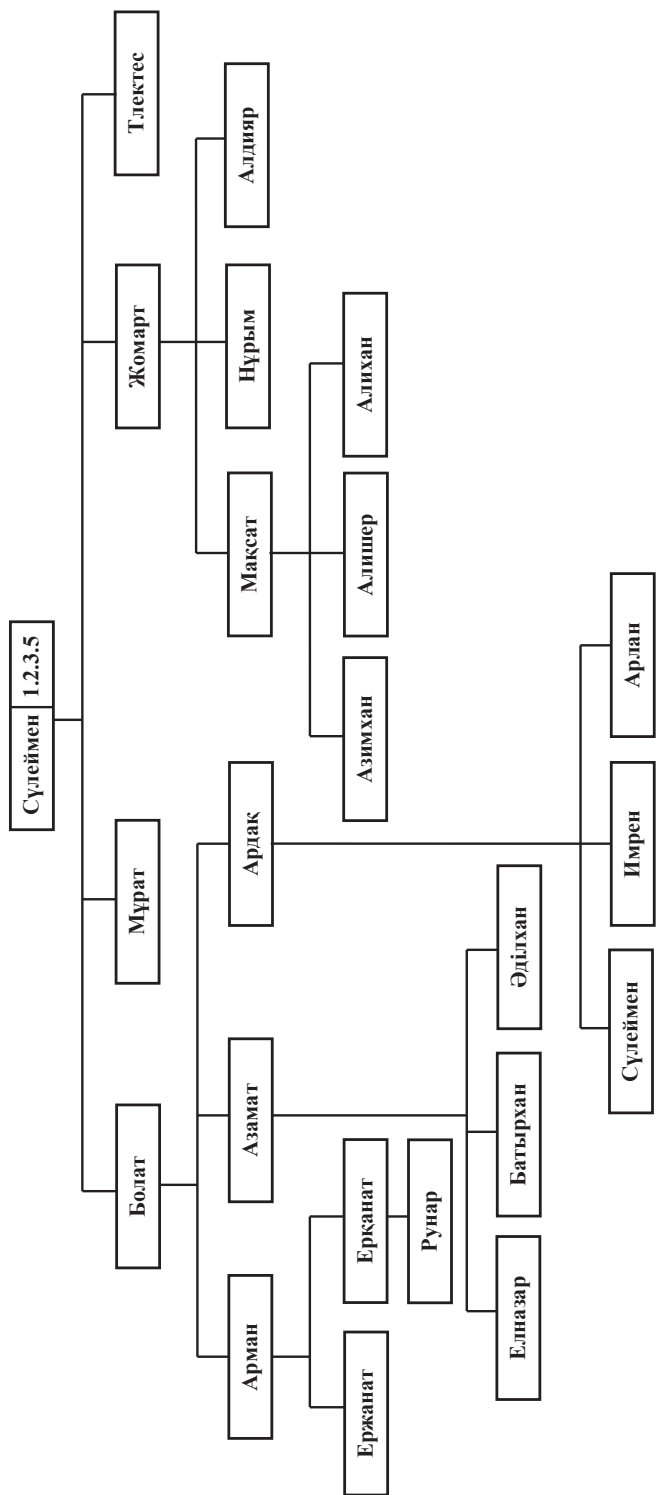 Сүлеймен 1.2.3.5
Болат
Мұрат
Жомарт
Тлектес
Арман
Азамат
Ардақ
Мақсат
Нұрым
Алдияр
Ержанат
Ерқанат
Азимхан
Алишер
Алихан
Рунар
Елназар
Батырхан
Әділхан
Сүлеймен
Имрен
Арлан